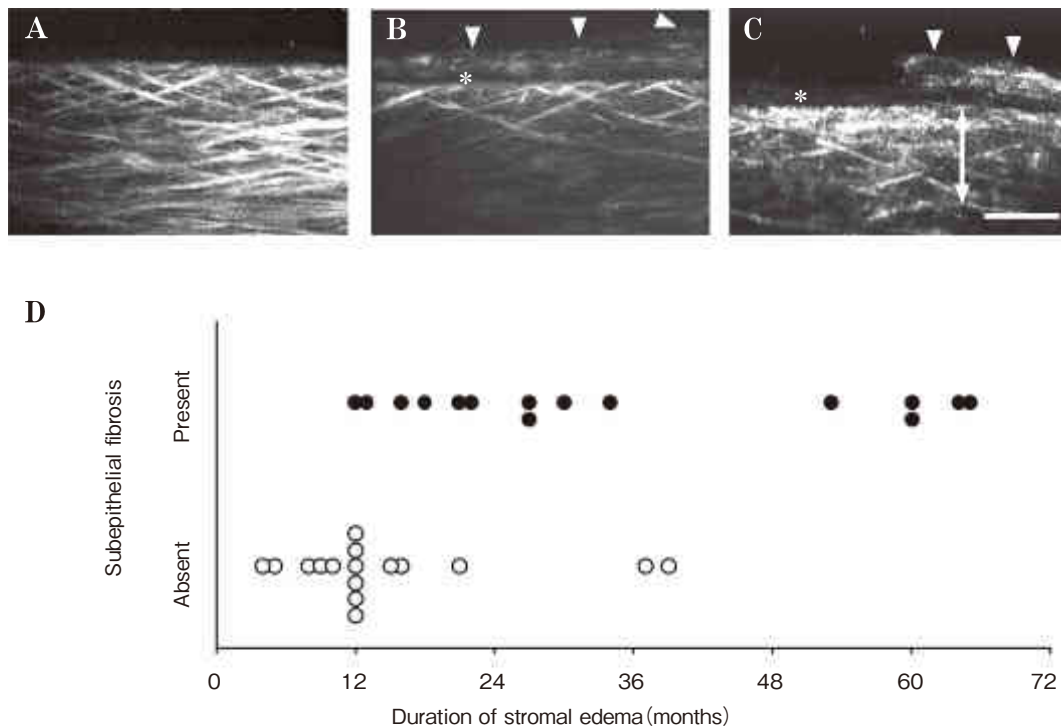 A
B
C
*
*
D
Subepithelial fibrosis
Present
Absent
0 12 24 36 48 60 72
Duration of stromal edema(months)